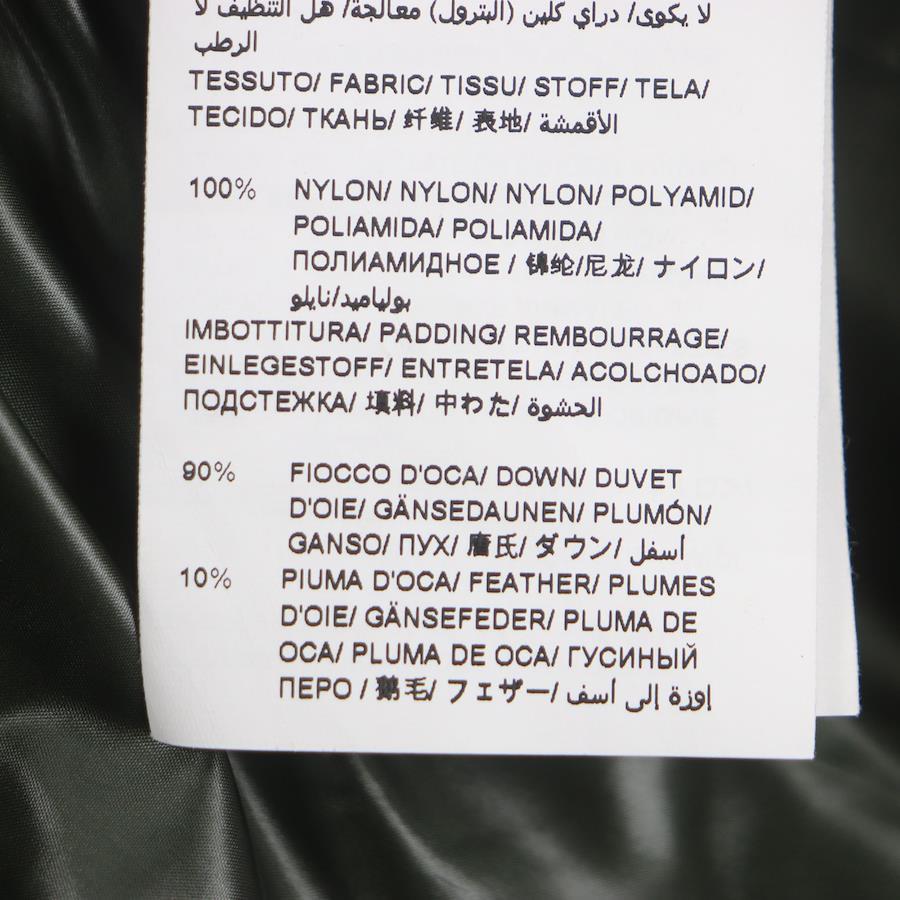 لا يكوى/ دراي كلين (البترول) معالجة/ هل التنظيف لا
الرطب
TESSUTO/ FABRIC/ TISSU/ STOFF/ TELA/
TECIDO/ ТКАНЬ/ 纤维/ 表地/ الأقمشة
100% NYLON/ NYLON/ NYLON/ POLYAMID/
POLIAMIDA/ POLIAMIDA/
ПОЛИАМИДНОЕ / 锦纶/尼龙/ ナイロン/
بولياميد/نايلو
IMBOTTITURA/ PADDING/ REMBOURRAGE/
EINLEGESTOFF/ ENTRETELA/ ACOLCHOADO/
ПОДСТЕЖКА/ 填料/ 中わた/ الحشوة
90% FIOCCO D'OCA/ DOWN/ DUVET
D'OIE/ GÄNSEDAUNEN/ PLUMÓN/
GANSO/ ПУХ/ 唐氏/ ダウン/ أسفل
10% PIUMA D'OCA/ FEATHER/ PLUMES
D'OIE/ GÄNSEFEDER/ PLUMA DE
OCA/ PLUMA DE OCA/ ГУСИНЫЙ
ПЕРО / 鹅毛/ フェザー/ إوزة إلى أسف